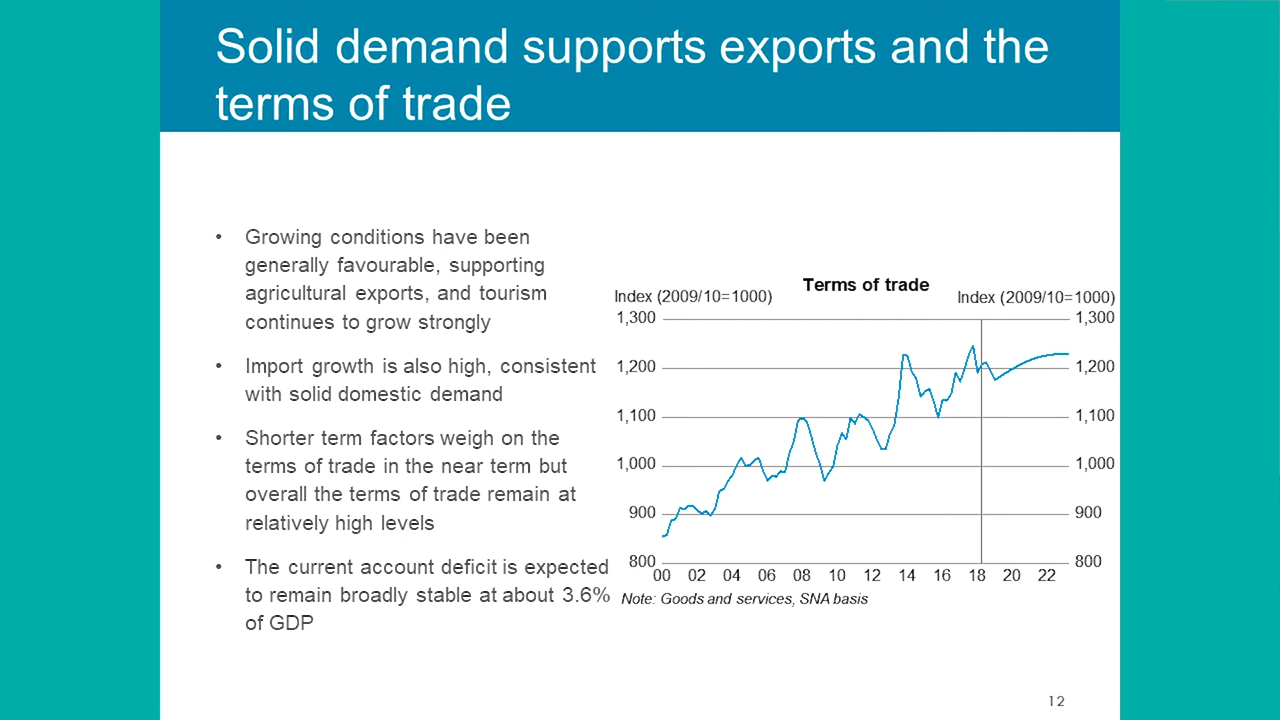 Solid demand supports exports and the
terms of trade
• Growing conditions have been
generally favourable, supporting
agricultural exports, and tourism
continues to grow strongly
• Import growth is also high, consistent
with solid domestic demand
• Shorter term factors weigh on the
terms of trade in the near term but
overall the terms of trade remain at
relatively high levels
• The current account deficit is expected
to remain broadly stable at about 3.6%
of GDP
Terms of trade
Index (2009/10=1000) Index (2009/10=1000)
1,300 1,300
1,200 1,200
1,100 1,100
1,000 1,000
900 900
800 800
00 02 04 06 08 10 12 14 16 18 20 22
Note: Goods and services, SNA basis
12